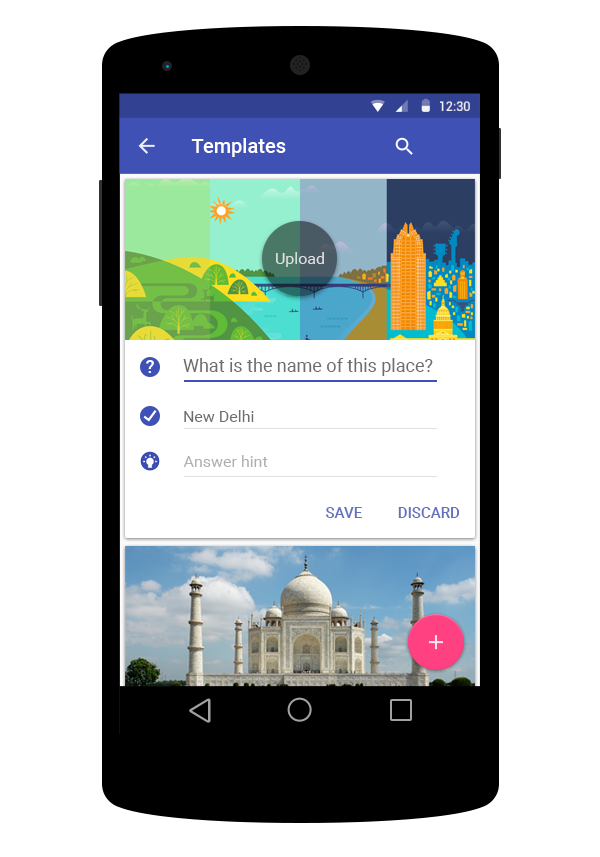 12:30
Templates
Upload
What is the name of this place?
New Delhi
Answer hint
SAVE DISCARD